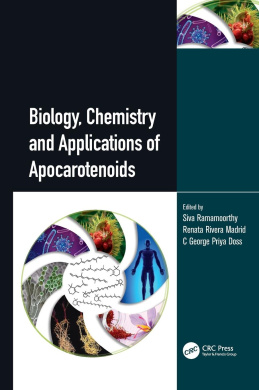 Biology, Chemistry
and Applications of
Apocarotenoids
Edited by
Siva Ramamoorthy
Renata Rivera Madrid
C George Priya Doss
CRC
CRC Press
Taylor & Francis Group